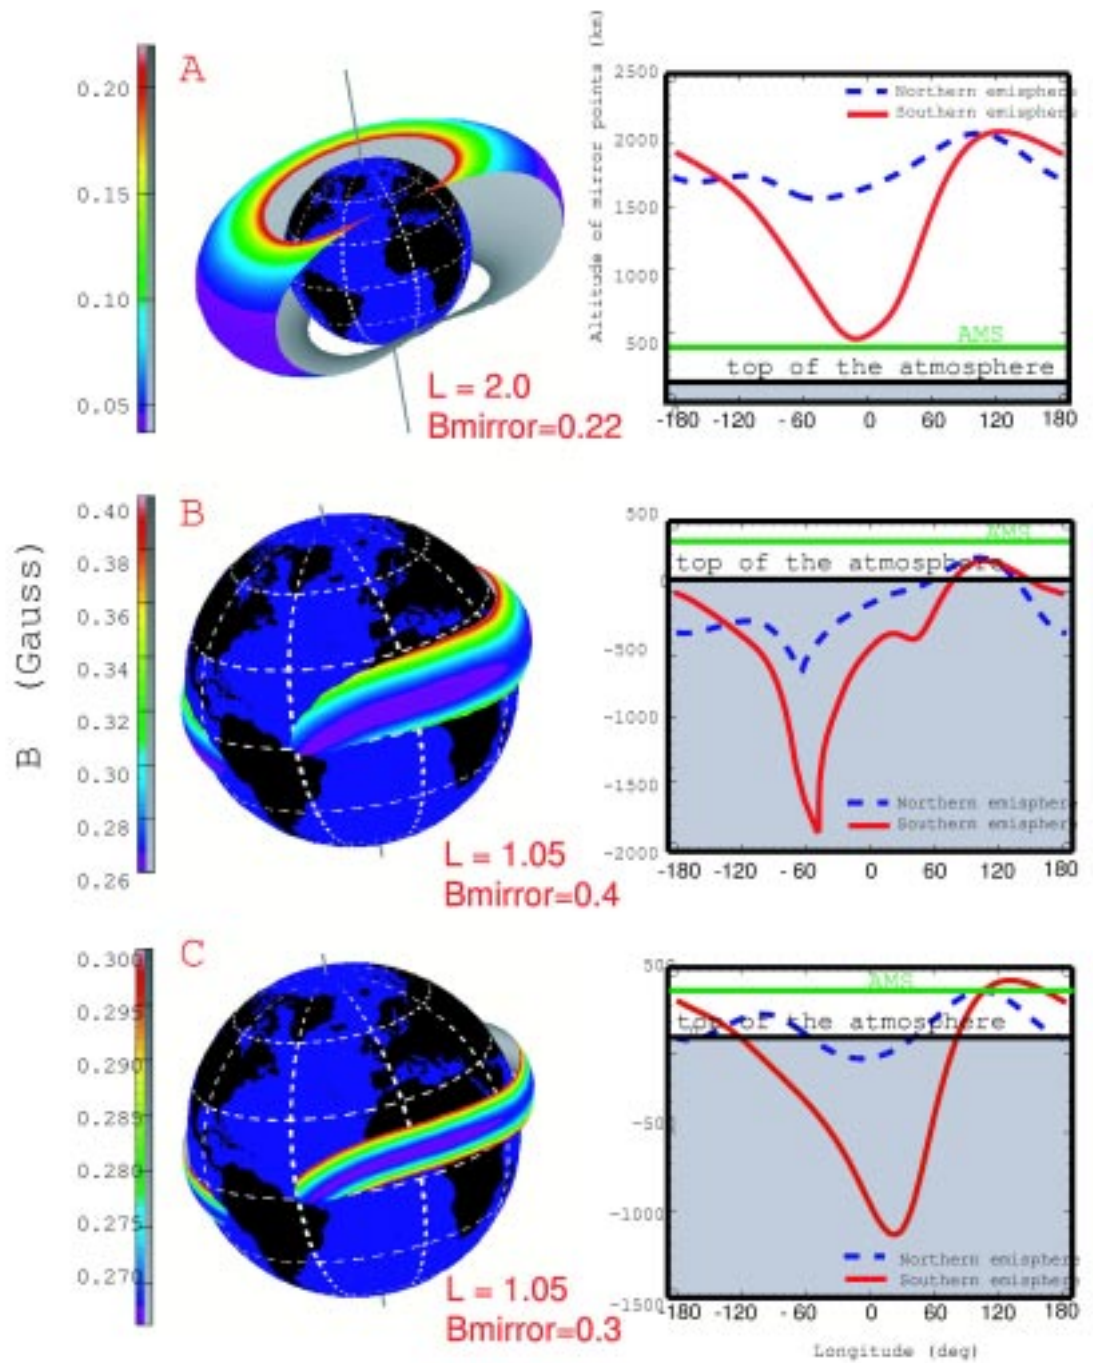 B (Gauss)
A
0.20
0.15
0.10
0.05
L = 2.0
Bmirror=0.22
Altitude of mirror points (km)
2500
2000
1500
1000
500
Northern emisphere
Southern emisphere
AMS
top of the atmosphere
-180 -120 -60 0 60 120 180
B
0.40
0.38
0.36
0.34
0.32
0.30
0.28
0.26
L = 1.05
Bmirror=0.4
500
0
-500
-1000
-1500
-2000
AMS
top of the atmosphere
Northern emisphere
Southern emisphere
-180 -120 -60 0 60 120 180
C
0.300
0.295
0.290
0.285
0.280
0.275
0.270
L = 1.05
Bmirror=0.3
500
-500
-1000
-1500
AMS
top of the atmosphere
Northern emisphere
Southern emisphere
-180 -120 -60 0 60 120 180
Longitude (deg)